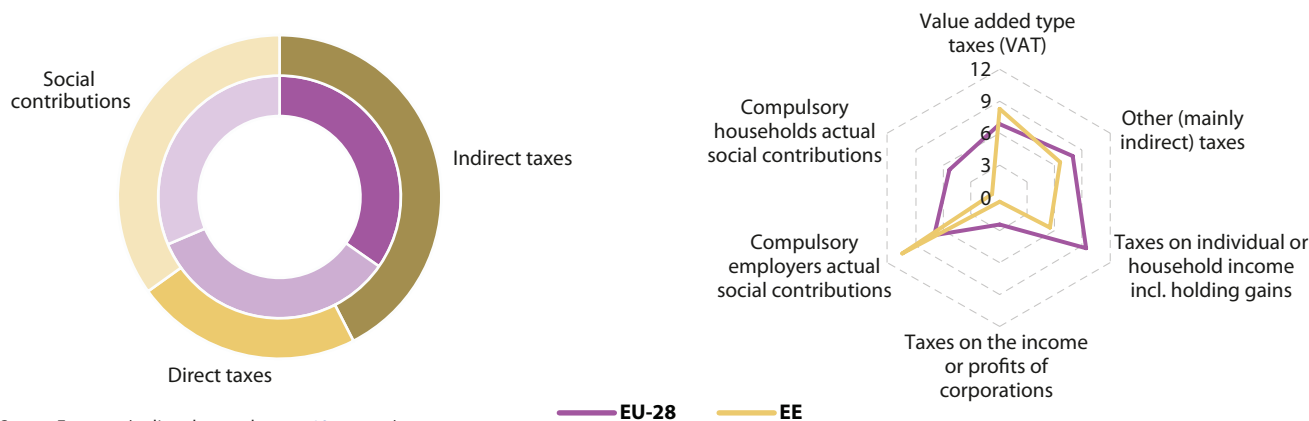 Social
contributions
Indirect taxes
Direct taxes
Value added type
taxes (VAT)
12
9
6
3
0
Other (mainly
indirect) taxes
Taxes on individual or
household income
incl. holding gains
Taxes on the income
or profits of
corporations
Compulsory
employers actual
social contributions
Compulsory
households actual
social contributions
EU-28
EE